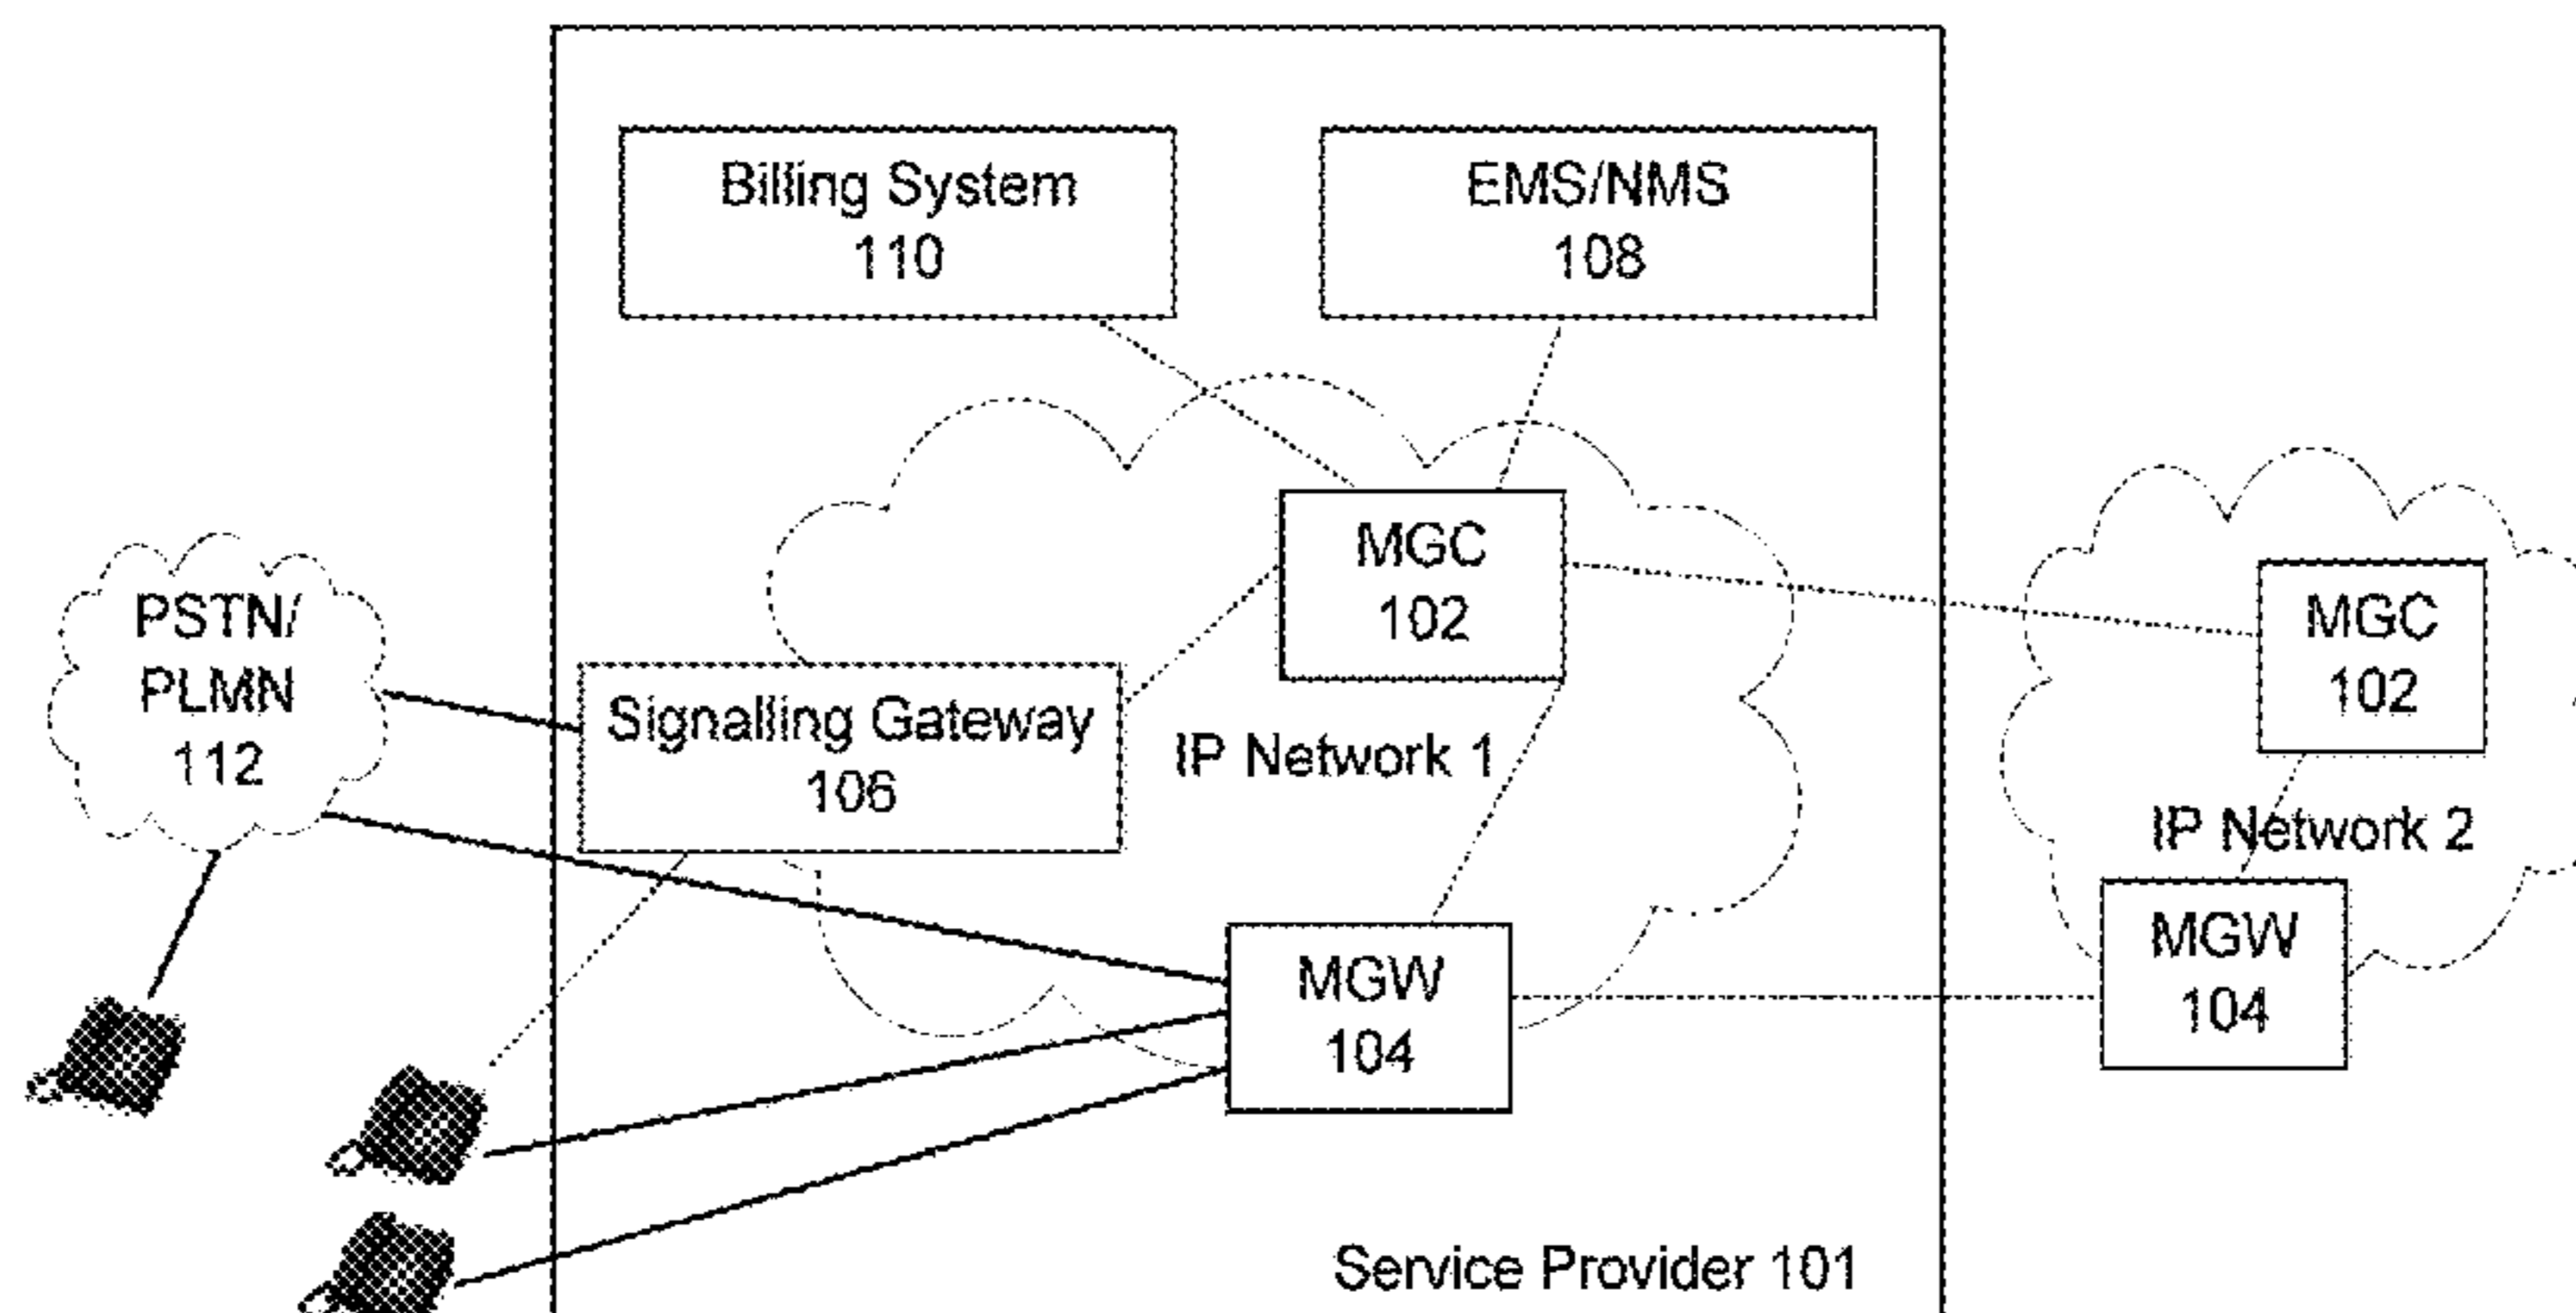 Billing System
110
EMS/NMS
108
MGC
102
PSTN/
PLMN
112
Signalling Gateway
106
IP Network 1
MGC
102
IP Network 2
MGW
104
MGW
104
Service Provider 101